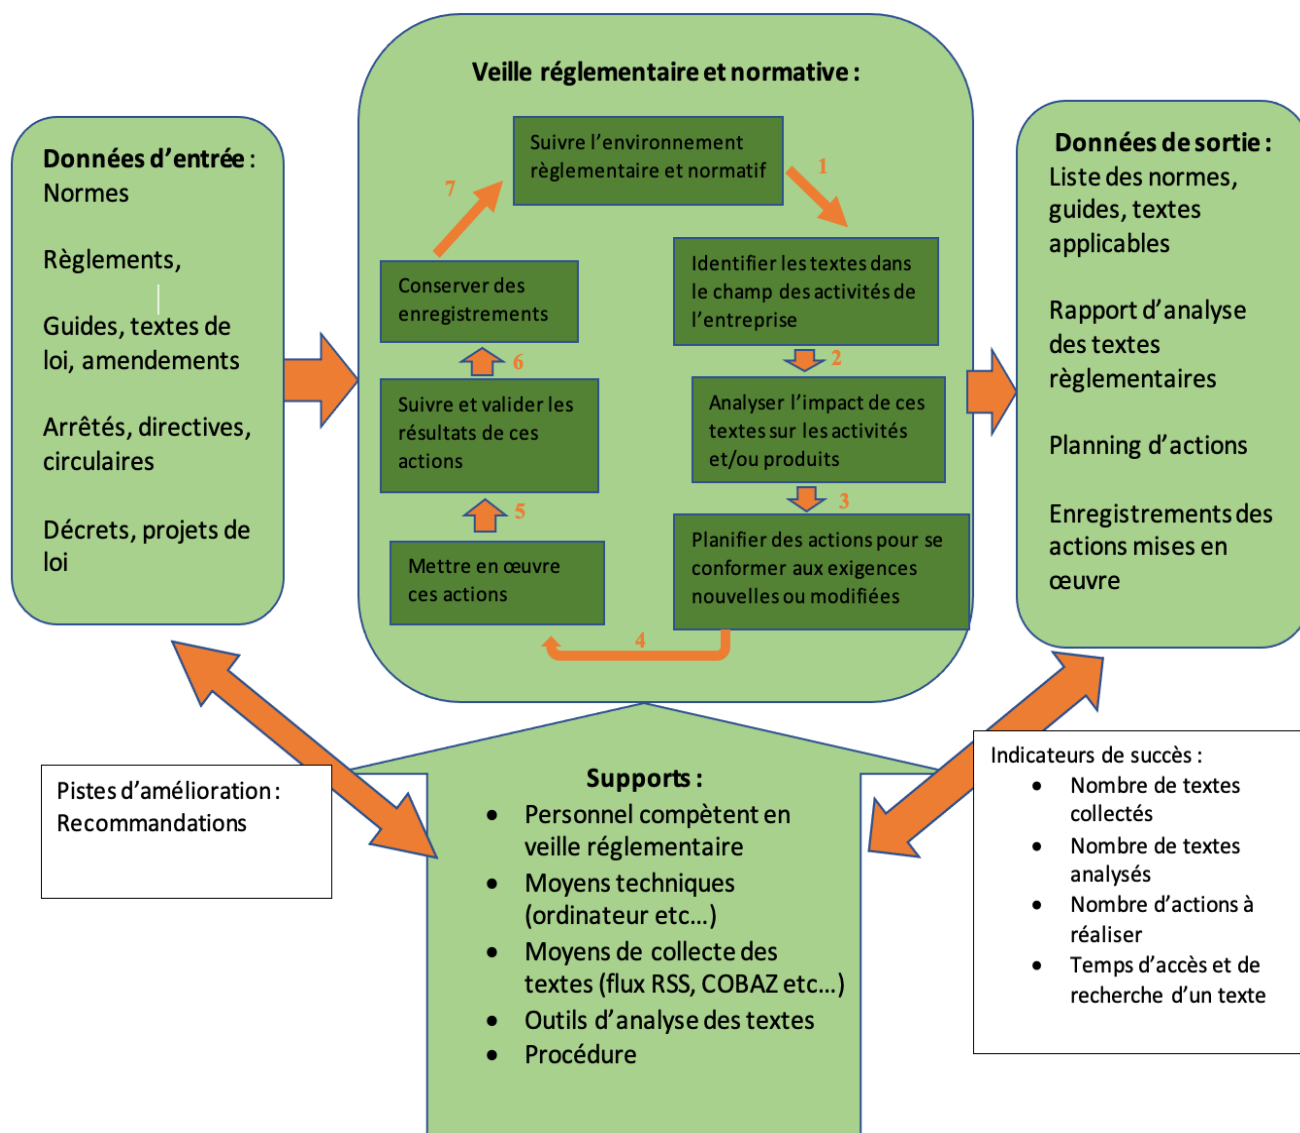 Veille réglementaire et normative :
Données d'entrée :
Normes
Règlements,
Guides, textes de
loi, amendements
Arrêtés, directives,
circulaires
Décrets, projets de
loi
Suivre l'environnement
règlementaire et normatif
1
Identifier les textes dans
le champ des activités de
l'entreprise
2
Analyser l'impact de ces
textes sur les activités
et/ou produits
3
Planifier des actions pour se
conformer aux exigences
nouvelles ou modifiées
4
Mettre en œuvre
ces actions
5
Suivre et valider les
résultats de ces
actions
6
Conserver des
enregistrements
7
Données de sortie :
Liste des normes,
guides, textes
applicables
Rapport d'analyse
des textes
règlementaires
Planning d'actions
Enregistrements des
actions mises en
œuvre
Pistes d'amélioration :
Recommandations
Supports :
• Personnel compètent en
veille réglementaire
• Moyens techniques
(ordinateur etc...)
• Moyens de collecte des
textes (flux RSS, COBAZ etc...)
• Outils d'analyse des textes
• Procédure
Indicateurs de succès :
• Nombre de textes
collectés
• Nombre de textes
analysés
• Nombre d'actions à
réaliser
• Temps d'accès et de
recherche d'un texte